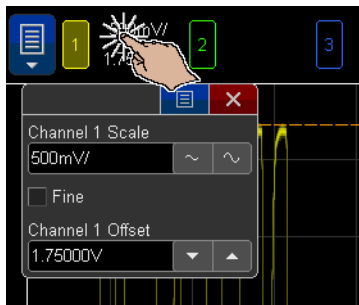 1
2
3
Channel 1 Scale
500mV/
Fine
Channel 1 Offset
1.75000V